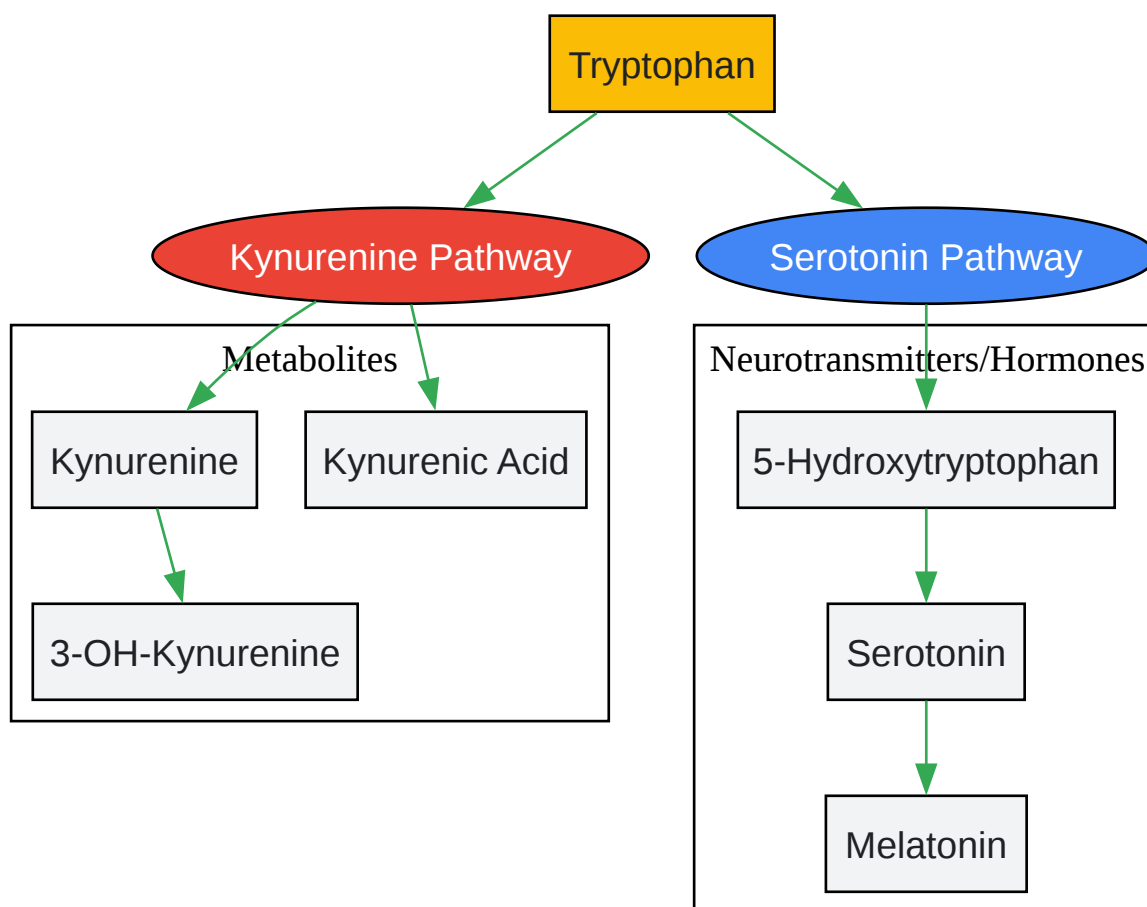 Tryptophan
Kynurenine Pathway
Serotonin Pathway
Metabolites
Neurotransmitters/Hormones
Kynurenine
Kynurenic Acid
5-Hydroxytryptophan
3-OH-Kynurenine
Serotonin
Melatonin